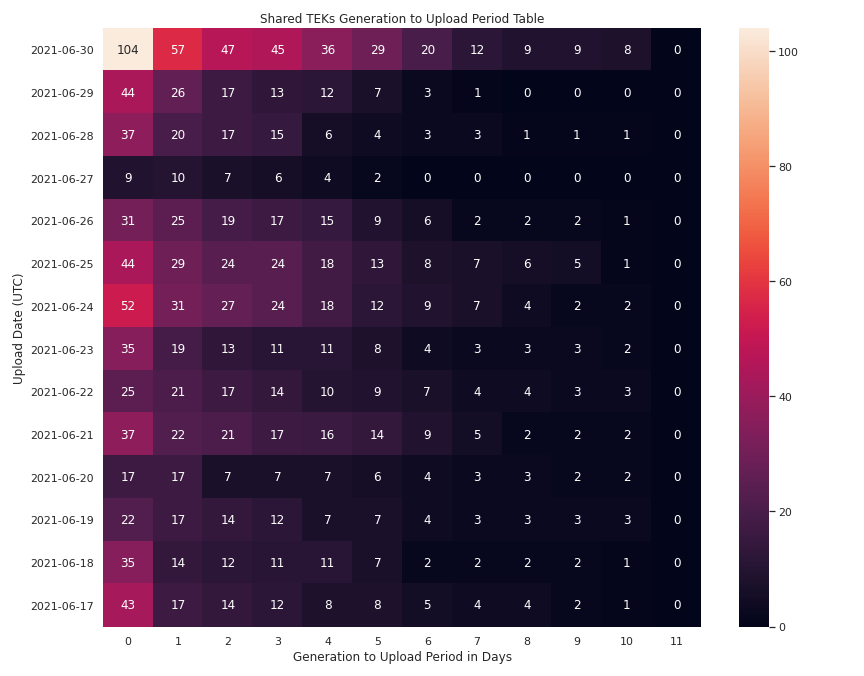 Shared TEKs Generation to Upload Period Table
Upload Date (UTC)
2021-06-30 104 57 47 45 36 29 20 12 9 9 8 0
2021-06-29 44 26 17 13 12 7 3 1 0 0 0 0
2021-06-28 37 20 17 15 6 4 3 3 1 1 1 0
2021-06-27 9 10 7 6 4 2 0 0 0 0 0 0
2021-06-26 31 25 19 17 15 9 6 2 2 2 1 0
2021-06-25 44 29 24 24 18 13 8 7 6 5 1 0
2021-06-24 52 31 27 24 18 12 9 7 4 2 2 0
2021-06-23 35 19 13 11 11 8 4 3 3 3 2 0
2021-06-22 25 21 17 14 10 9 7 4 4 3 3 0
2021-06-21 37 22 21 17 16 14 9 5 2 2 2 0
2021-06-20 17 17 7 7 7 6 4 3 3 2 2 0
2021-06-19 22 17 14 12 7 7 4 3 3 3 3 0
2021-06-18 35 14 12 11 11 7 2 2 2 2 1 0
2021-06-17 43 17 14 12 8 8 5 4 4 2 1 0
0 1 2 3 4 5 6 7 8 9 10 11
Generation to Upload Period in Days
100
80
60
40
20
0